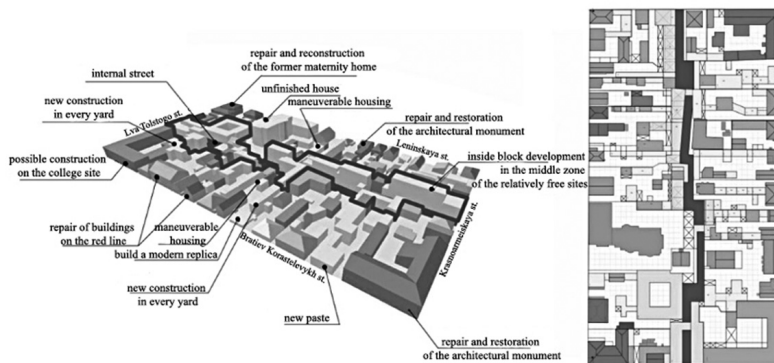 repair and reconstruction
of the former maternity home
internal street
unfinished house
maneuverable housing
new construction
in every yard
Lva Tolstogo st.
repair and restoration
of the architectural monument
Leninskaya st.
possible construction
on the college site
inside block development
in the middle zone
of the relatively free sites
repair of buildings
on the red line
maneuverable
housing
build a modern replica
Bratiev Korastelevykh st.
Krasnoarmeiskaya st.
new construction
in every yard
new paste
repair and restoration
of the architectural monument